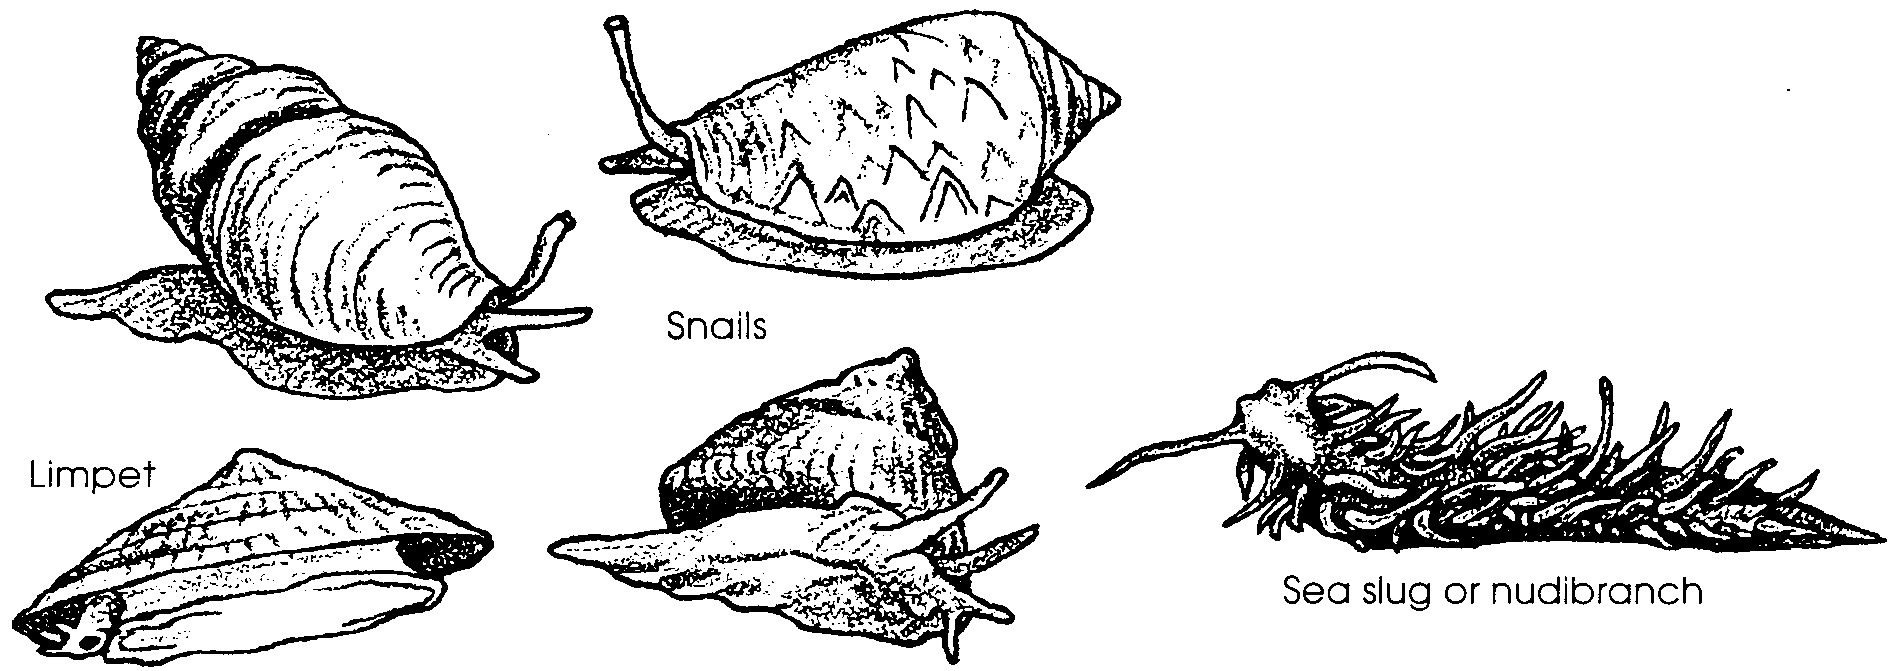 Snails
Limpet
Sea slug or nudibranch